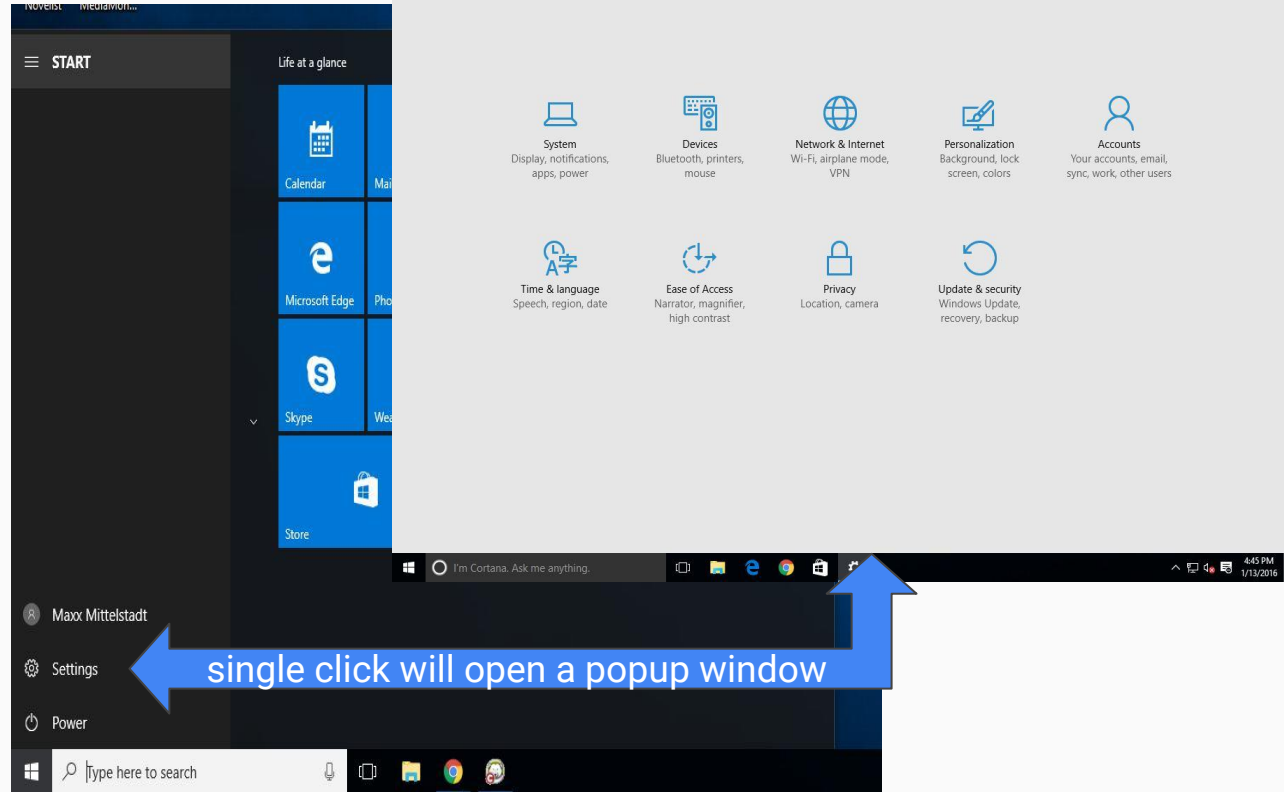 Novelist MediaMon...
START
Life at a glance
Calendar
Mai
Microsoft Edge
Pho
Skype
Wea
Store
Maxx Mittelstadt
Settings
Power
Type here to search
System
Display, notifications,
apps, power
Devices
Bluetooth, printers,
mouse
Network & Internet
Wi-Fi, airplane mode,
VPN
Personalization
Background, lock
screen, colors
Accounts
Your accounts, email,
sync, work, other users
Time & language
Speech, region, date
Ease of Access
Narrator, magnifier,
high contrast
Privacy
Location, camera
Update & security
Windows Update,
recovery, backup
I'm Cortana. Ask me anything.
4:45 PM
1/13/2016
single click will open a popup window